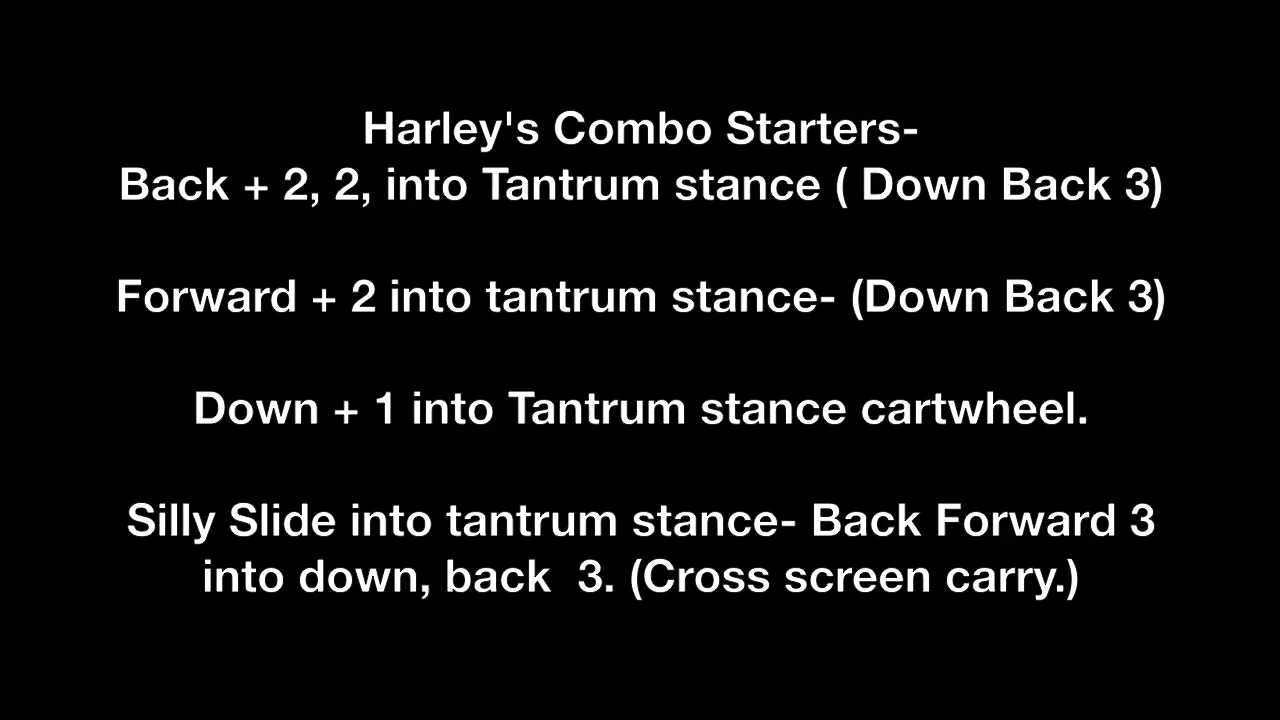 Harley's Combo Starters-
Back + 2, 2, into Tantrum stance ( Down Back 3)
Forward + 2 into tantrum stance- (Down Back 3)
Down + 1 into Tantrum stance cartwheel.
Silly Slide into tantrum stance- Back Forward 3
into down, back  3. (Cross screen carry.)